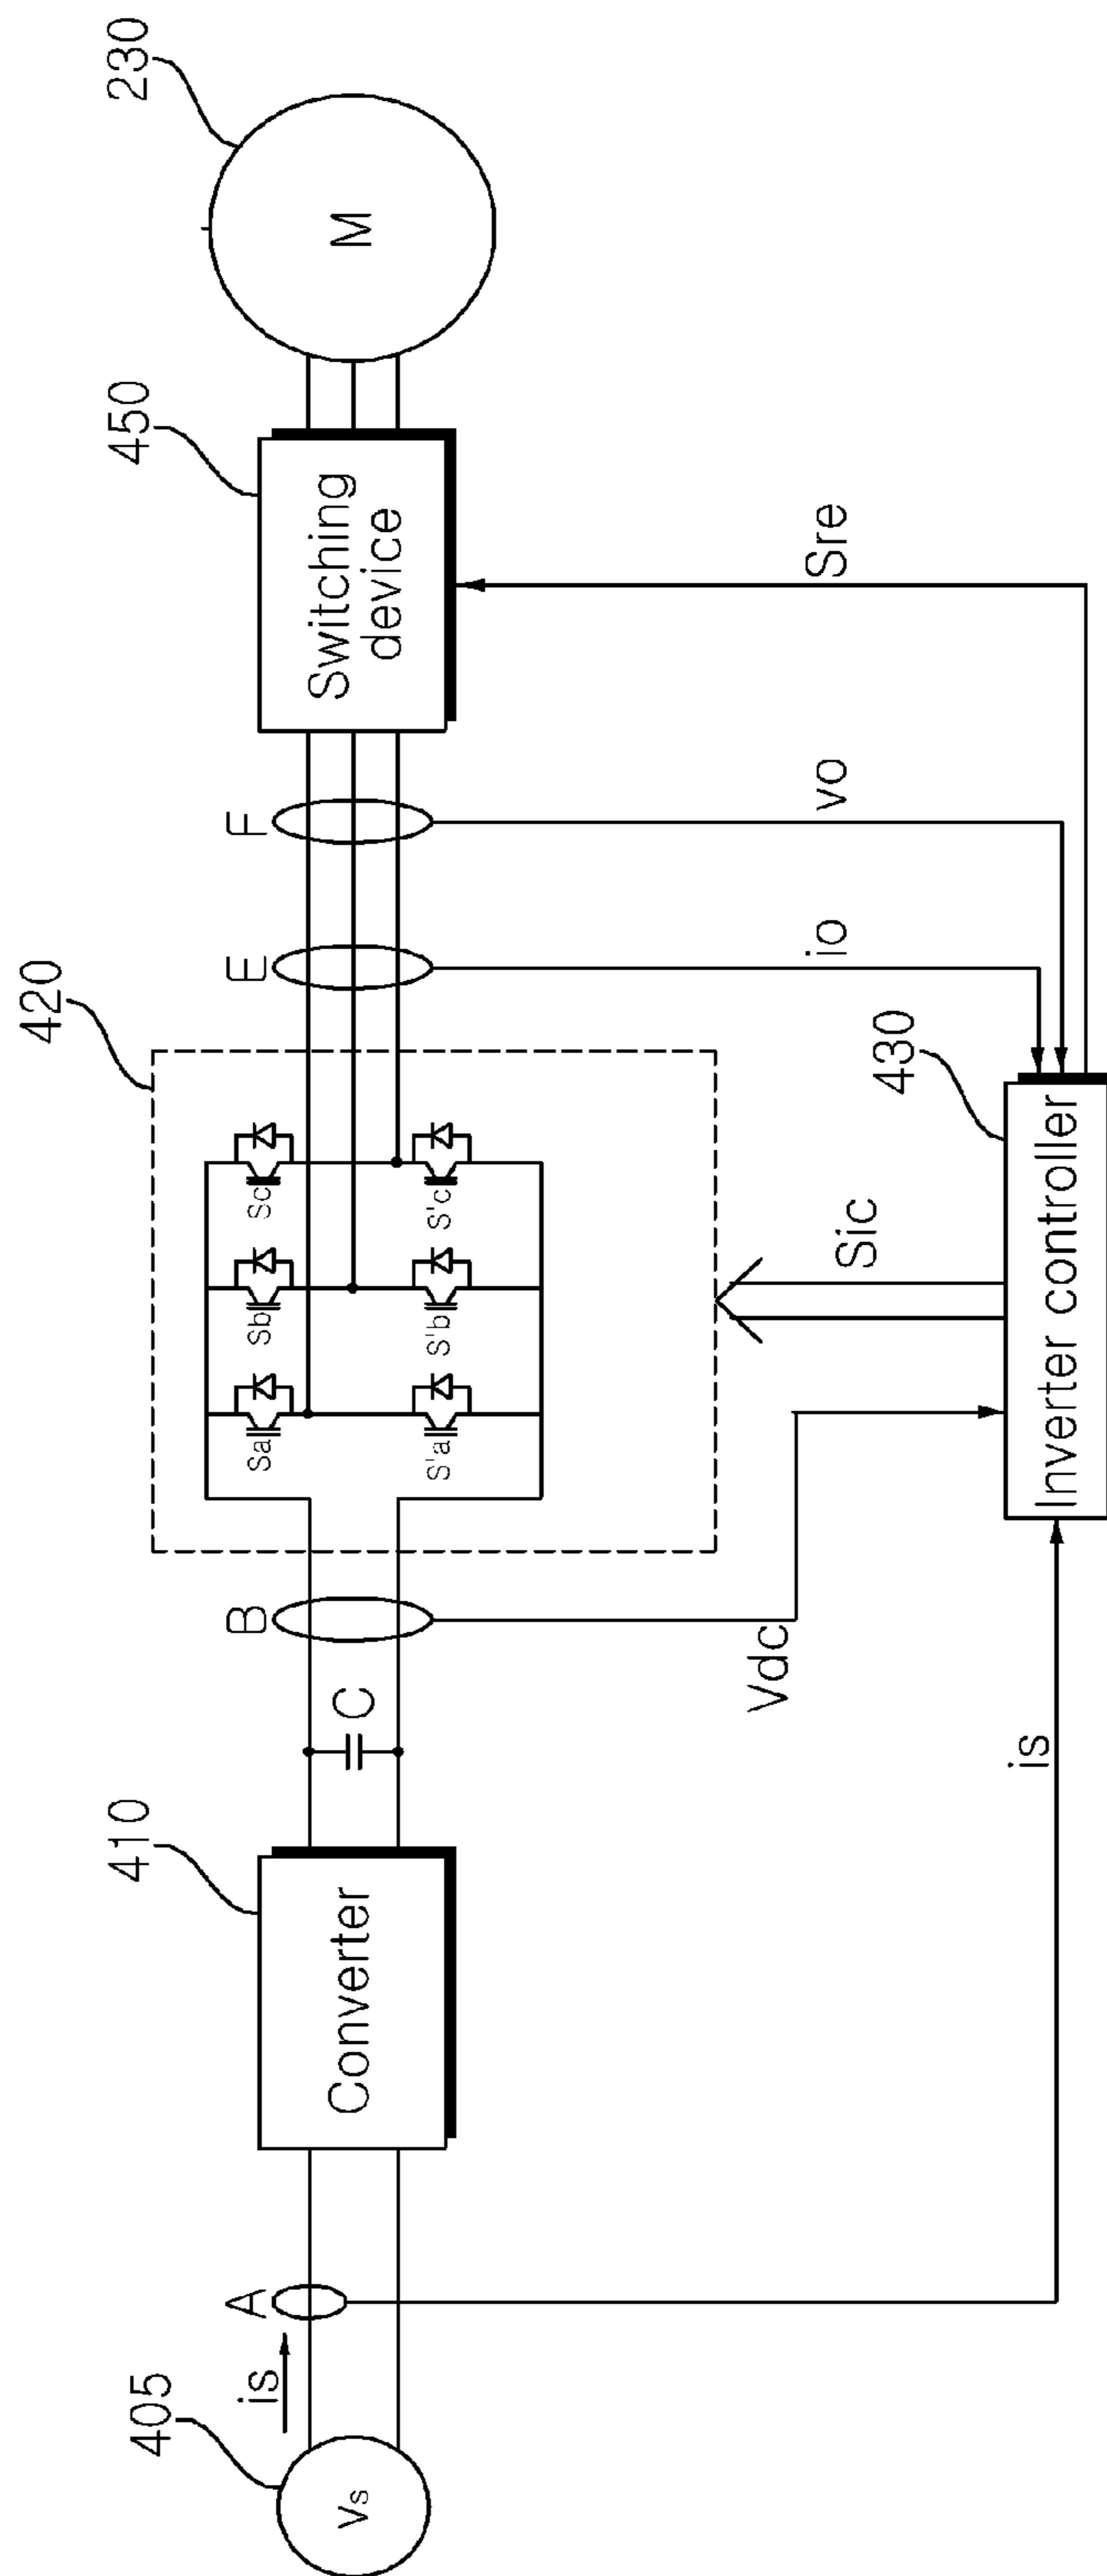 420
405
410
450
230
is
A
B
E
F
Vs
Converter
C
Sa
Sb
Sc
S'a
S'b
S'c
Switching
device
M
Vdc
Sic
io
vo
Sre
430
is
Inverter controller